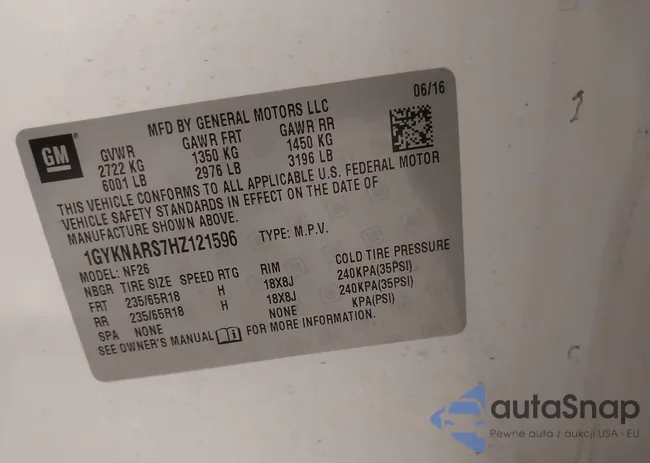 GM
MFD BY GENERAL MOTORS LLC
06/16
GVWR GAWR FRT GAWR RR
2722 KG 1350 KG 1450 KG
6001 LB 2976 LB 3196 LB
THIS VEHICLE CONFORMS TO ALL APPLICABLE U.S. FEDERAL MOTOR
VEHICLE SAFETY STANDARDS IN EFFECT ON THE DATE OF
MANUFACTURE SHOWN ABOVE.
1GYKNARS7HZ121596 TYPE: M.P.V.
MODEL: NF26
NBGR TIRE SIZE SPEED RTG RIM COLD TIRE PRESSURE
FRT 235/65R18 H 18X8J 240KPA(35PSI)
RR 235/65R18 H 18X8J 240KPA(35PSI)
SPA NONE NONE KPA(PSI)
SEE OWNER'S MANUAL FOR MORE INFORMATION.
autaSnap
Pewne auta z aukcji USA i EU